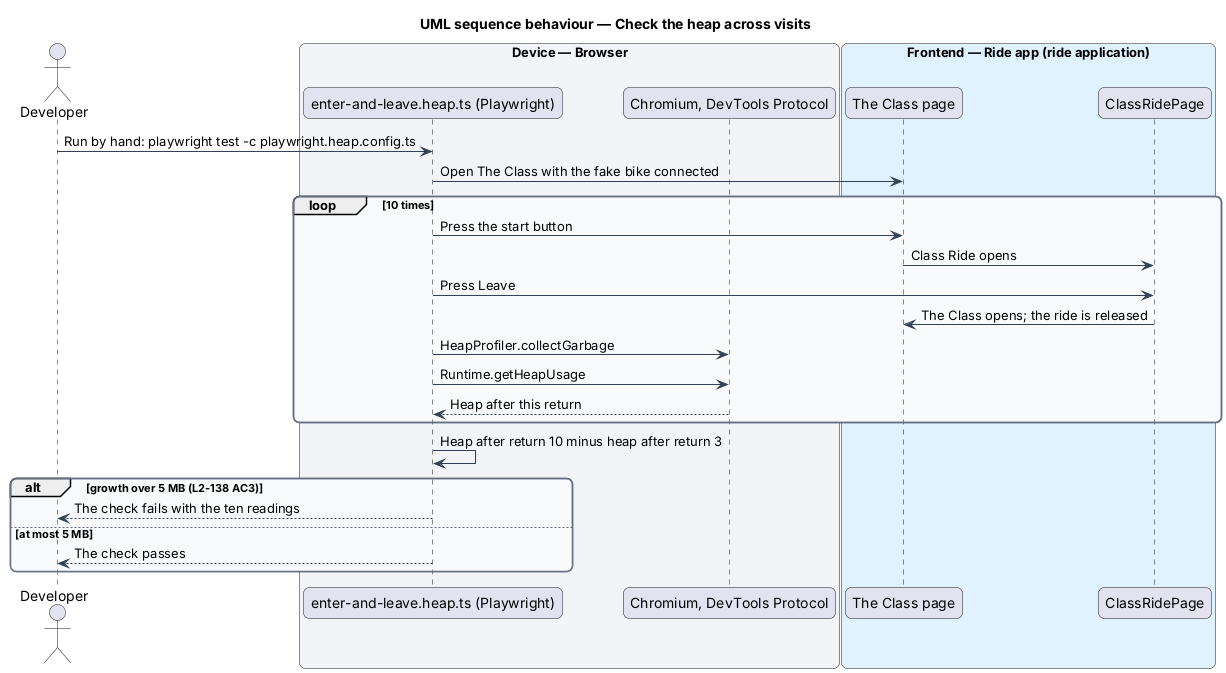 UML sequence behaviour — Check the heap across visits
Device — Browser
Frontend — Ride app (ride application)
Developer
enter-and-leave.heap.ts (Playwright)
Chromium, DevTools Protocol
The Class page
ClassRidePage
Run by hand: playwright test -c playwright.heap.config.ts
Open The Class with the fake bike connected
loop
[10 times]
Press the start button
Class Ride opens
Press Leave
The Class opens; the ride is released
HeapProfiler.collectGarbage
Runtime.getHeapUsage
Heap after this return
Heap after return 10 minus heap after return 3
alt
[growth over 5 MB (L2-138 AC3)]
The check fails with the ten readings
[at most 5 MB]
The check passes
Developer
enter-and-leave.heap.ts (Playwright)
Chromium, DevTools Protocol
The Class page
ClassRidePage